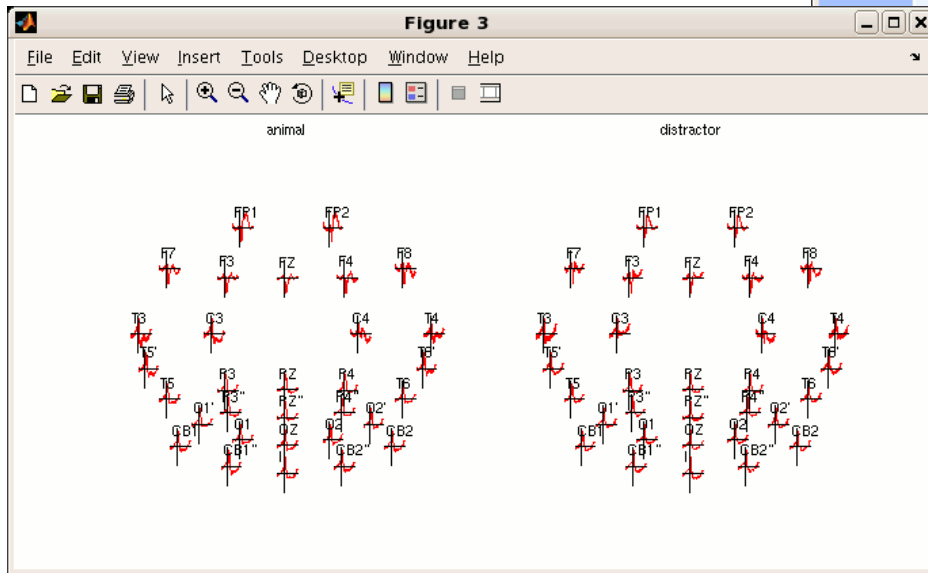 Figure 3
File Edit View Insert Tools Desktop Window Help
animal distractor
FP1 FP2 FP1 FP2
F7 F3 FZ F4 F8 F7 F3 FZ F4 F8
T3 C3 C4 T4 T3 C3 C4 T4
T5' T6' T5' T6'
T5 P3 PZ P4 T6 T5 P3 PZ P4 T6
O1' P3'' PZ'' P4'' O2' O1' P3'' PZ'' P4'' O2'
CB1 O1 OZ O2 CB2 CB1 O1 OZ O2 CB2
CB1'' I CB2'' CB1'' I CB2''